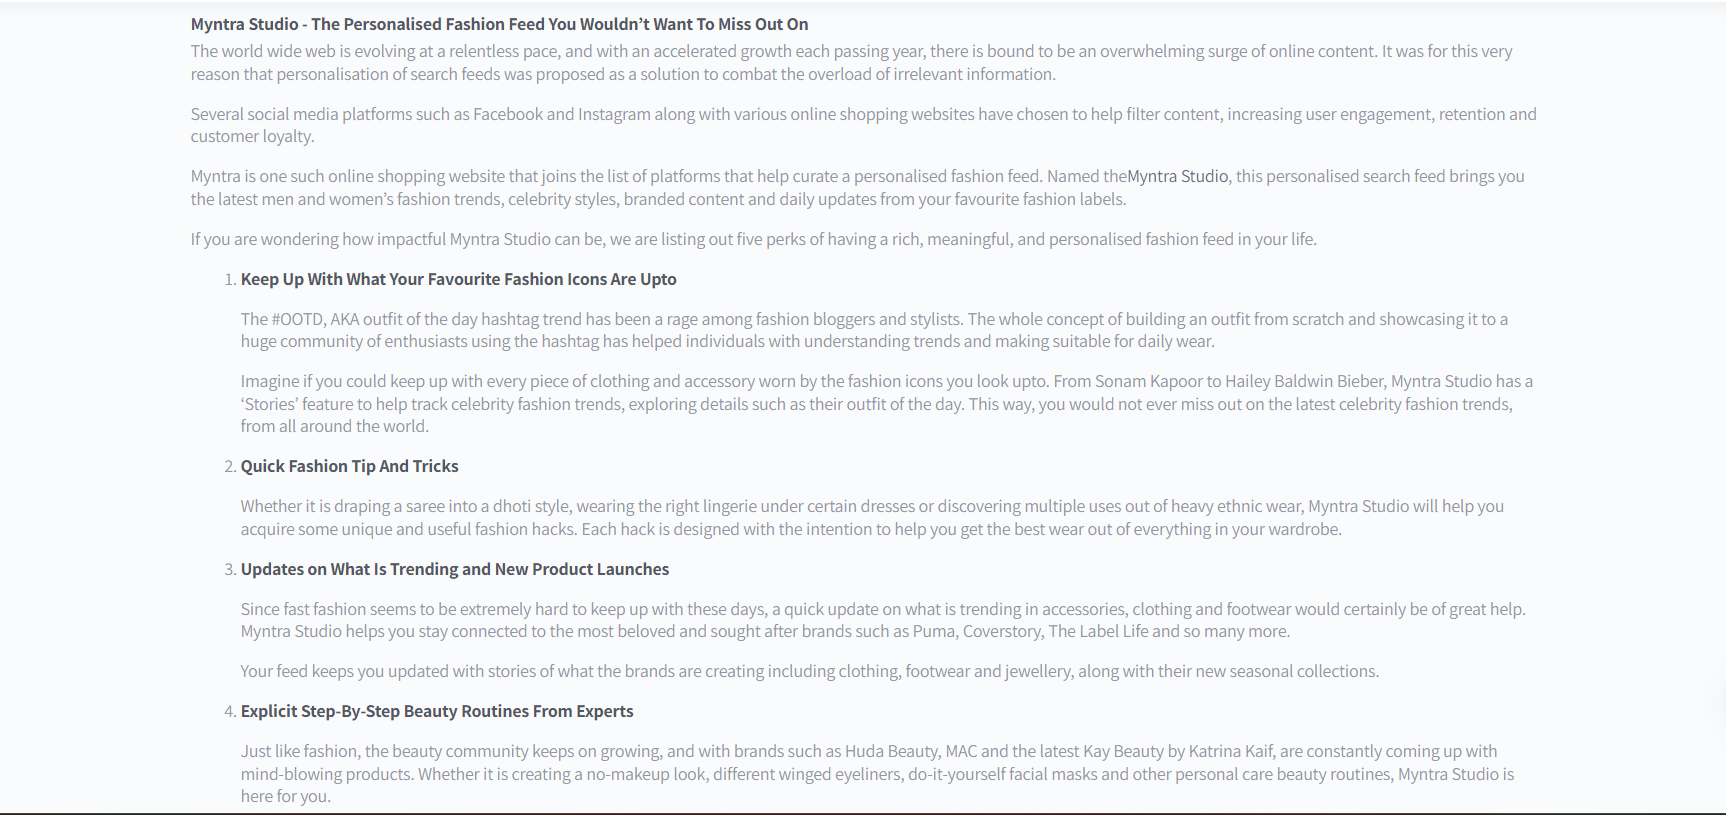 Myntra Studio - The Personalised Fashion Feed You Wouldn’t Want To Miss Out On
The world wide web is evolving at a relentless pace, and with an accelerated growth each passing year, there is bound to be an overwhelming surge of online content. It was for this very
reason that personalisation of search feeds was proposed as a solution to combat the overload of irrelevant information.
Several social media platforms such as Facebook and Instagram along with various online shopping websites have chosen to help filter content, increasing user engagement, retention and
customer loyalty.
Myntra is one such online shopping website that joins the list of platforms that help curate a personalised fashion feed. Named theMyntra Studio, this personalised search feed brings you
the latest men and women’s fashion trends, celebrity styles, branded content and daily updates from your favourite fashion labels.
If you are wondering how impactful Myntra Studio can be, we are listing out five perks of having a rich, meaningful, and personalised fashion feed in your life.
1. Keep Up With What Your Favourite Fashion Icons Are Upto
The #OOTD, AKA outfit of the day hashtag trend has been a rage among fashion bloggers and stylists. The whole concept of building an outfit from scratch and showcasing it to a
huge community of enthusiasts using the hashtag has helped individuals with understanding trends and making suitable for daily wear.
Imagine if you could keep up with every piece of clothing and accessory worn by the fashion icons you look upto. From Sonam Kapoor to Hailey Baldwin Bieber, Myntra Studio has a
‘Stories’ feature to help track celebrity fashion trends, exploring details such as their outfit of the day. This way, you would not ever miss out on the latest celebrity fashion trends,
from all around the world.
2. Quick Fashion Tip And Tricks
Whether it is draping a saree into a dhoti style, wearing the right lingerie under certain dresses or discovering multiple uses out of heavy ethnic wear, Myntra Studio will help you
acquire some unique and useful fashion hacks. Each hack is designed with the intention to help you get the best wear out of everything in your wardrobe.
3. Updates on What Is Trending and New Product Launches
Since fast fashion seems to be extremely hard to keep up with these days, a quick update on what is trending in accessories, clothing and footwear would certainly be of great help.
Myntra Studio helps you stay connected to the most beloved and sought after brands such as Puma, Coverstory, The Label Life and so many more.
Your feed keeps you updated with stories of what the brands are creating including clothing, footwear and jewellery, along with their new seasonal collections.
4. Explicit Step-By-Step Beauty Routines From Experts
Just like fashion, the beauty community keeps on growing, and with brands such as Huda Beauty, MAC and the latest Kay Beauty by Katrina Kaif, are constantly coming up with
mind-blowing products. Whether it is creating a no-makeup look, different winged eyeliners, do-it-yourself facial masks and other personal care beauty routines, Myntra Studio is
here for you.